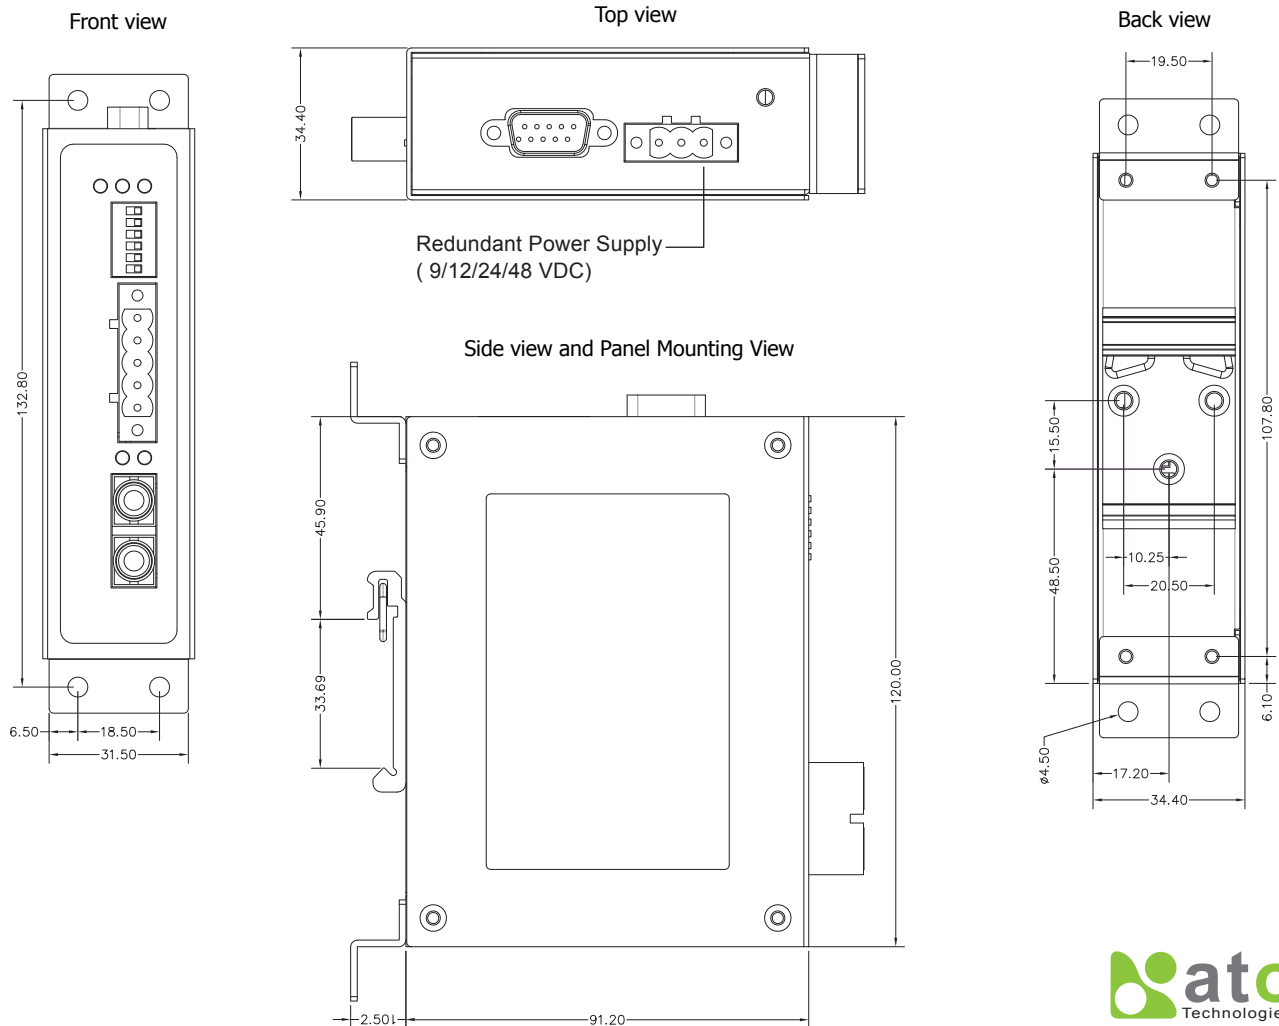 Front view
Top view
Back view
19.50
34.40
132.80
Redundant Power Supply
( 9/12/24/48 VDC)
Side view and Panel Mounting View
107.80
15.50
45.90
10.25
20.50
48.50
33.69
120.00
6.50
18.50
31.50
6.10
ø4.50
17.20
34.40
2.50
91.20
Technologie